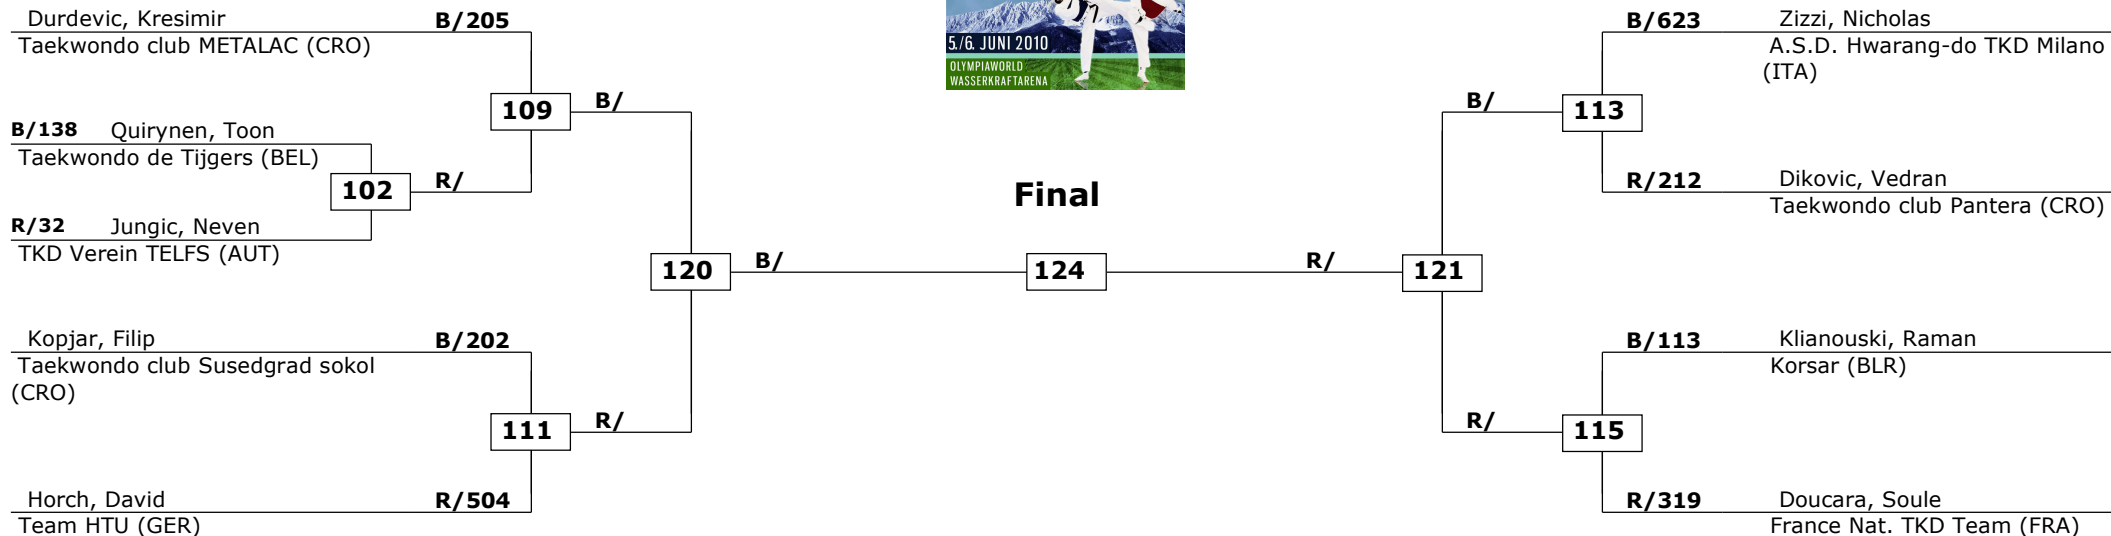 Durdevic, Kresimir B/205
Taekwondo club METALAC (CRO)
109 B/
B/138 Quirynen, Toon
Taekwondo de Tijgers (BEL)
102 R/
R/32 Jungic, Neven
TKD Verein TELFS (AUT)
120 B/
Kopjar, Filip B/202
Taekwondo club Susedgrad sokol
(CRO)
111 R/
Horch, David R/504
Team HTU (GER)
5./6. JUNI 2010
OLYMPIAWORLD
WASSERKRAFTARENA
Final
124
B/623 Zizzi, Nicholas
A.S.D. Hwarang-do TKD Milano
(ITA)
B/ 113
R/212 Dikovic, Vedran
Taekwondo club Pantera (CRO)
R/ 121
B/113 Klianouski, Raman
Korsar (BLR)
R/ 115
R/319 Doucara, Soule
France Nat. TKD Team (FRA)